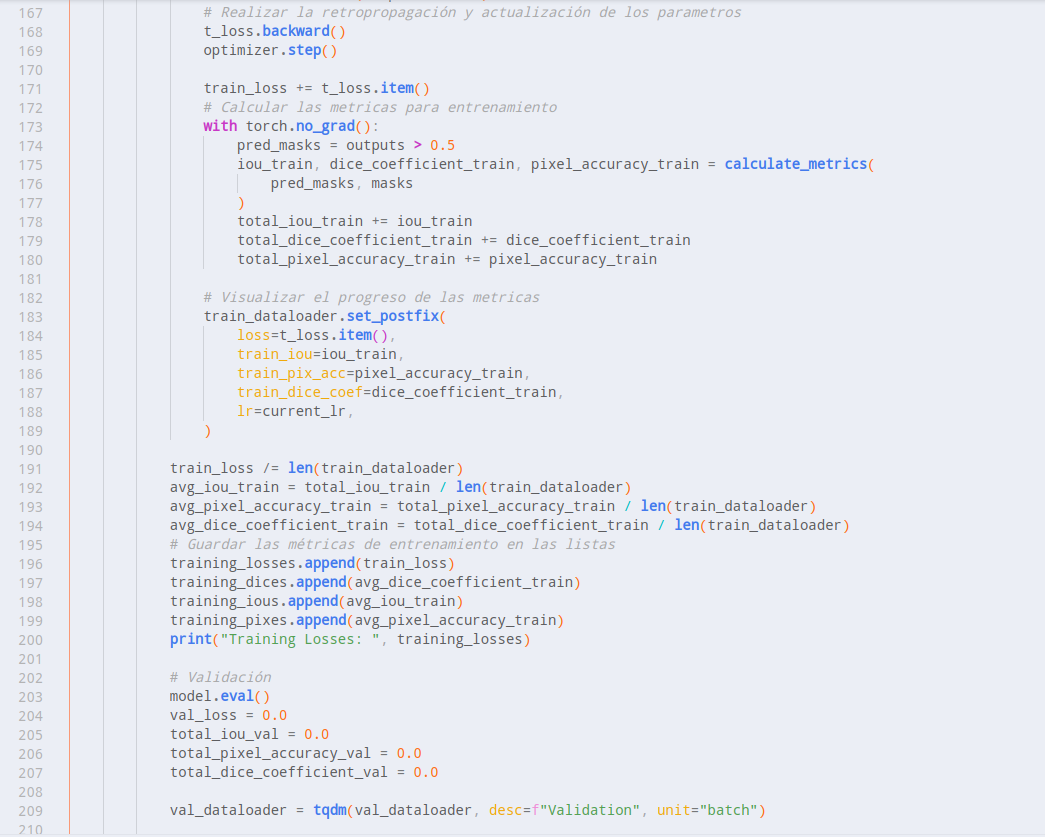 167 # Realizar la retropropagación y actualización de los parametros
168 t_loss.backward()
169 optimizer.step()
170
171 train_loss += t_loss.item()
172 # Calcular las metricas para entrenamiento
173 with torch.no_grad():
174 pred_masks = outputs > 0.5
175 iou_train, dice_coefficient_train, pixel_accuracy_train = calculate_metrics(
176 pred_masks, masks
177 )
178 total_iou_train += iou_train
179 total_dice_coefficient_train += dice_coefficient_train
180 total_pixel_accuracy_train += pixel_accuracy_train
181
182 # Visualizar el progreso de las metricas
183 train_dataloader.set_postfix(
184 loss=t_loss.item(),
185 train_iou=iou_train,
186 train_pix_acc=pixel_accuracy_train,
187 train_dice_coef=dice_coefficient_train,
188 lr=current_lr,
189 )
190
191 train_loss /= len(train_dataloader)
192 avg_iou_train = total_iou_train / len(train_dataloader)
193 avg_pixel_accuracy_train = total_pixel_accuracy_train / len(train_dataloader)
194 avg_dice_coefficient_train = total_dice_coefficient_train / len(train_dataloader)
195 # Guardar las métricas de entrenamiento en las listas
196 training_losses.append(train_loss)
197 training_dices.append(avg_dice_coefficient_train)
198 training_ious.append(avg_iou_train)
199 training_pixes.append(avg_pixel_accuracy_train)
200 print("Training Losses: ", training_losses)
201
202 # Validación
203 model.eval()
204 val_loss = 0.0
205 total_iou_val = 0.0
206 total_pixel_accuracy_val = 0.0
207 total_dice_coefficient_val = 0.0
208
209 val_dataloader = tqdm(val_dataloader, desc=f"Validation", unit="batch")
210